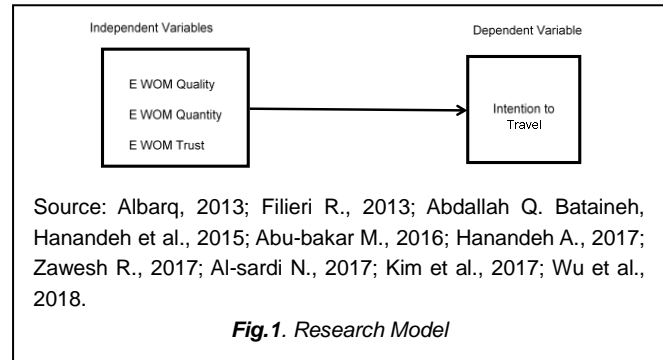 Independent Variables
Dependent Variable
E WOM Quality
E WOM Quantity
E WOM Trust
Intention to
Travel
Source: Albarq, 2013; Filieri R., 2013; Abdallah Q. Bataineh,
Hanandeh et al., 2015; Abu-bakar M., 2016; Hanandeh A., 2017;
Zawesh R., 2017; Al-sardi N., 2017; Kim et al., 2017; Wu et al.,
2018.
Fig.1. Research Model